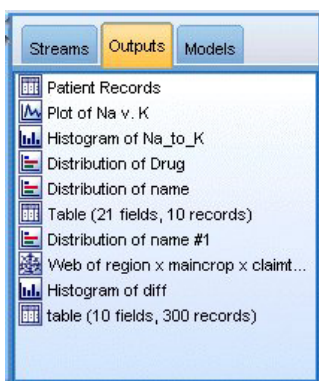 Streams Outputs Models
Patient Records
Plot of Na v. K
Histogram of Na_to_K
Distribution of Drug
Distribution of name
Table (21 fields, 10 records)
Distribution of name #1
Web of region x maincrop x claimt...
Histogram of diff
table (10 fields, 300 records)